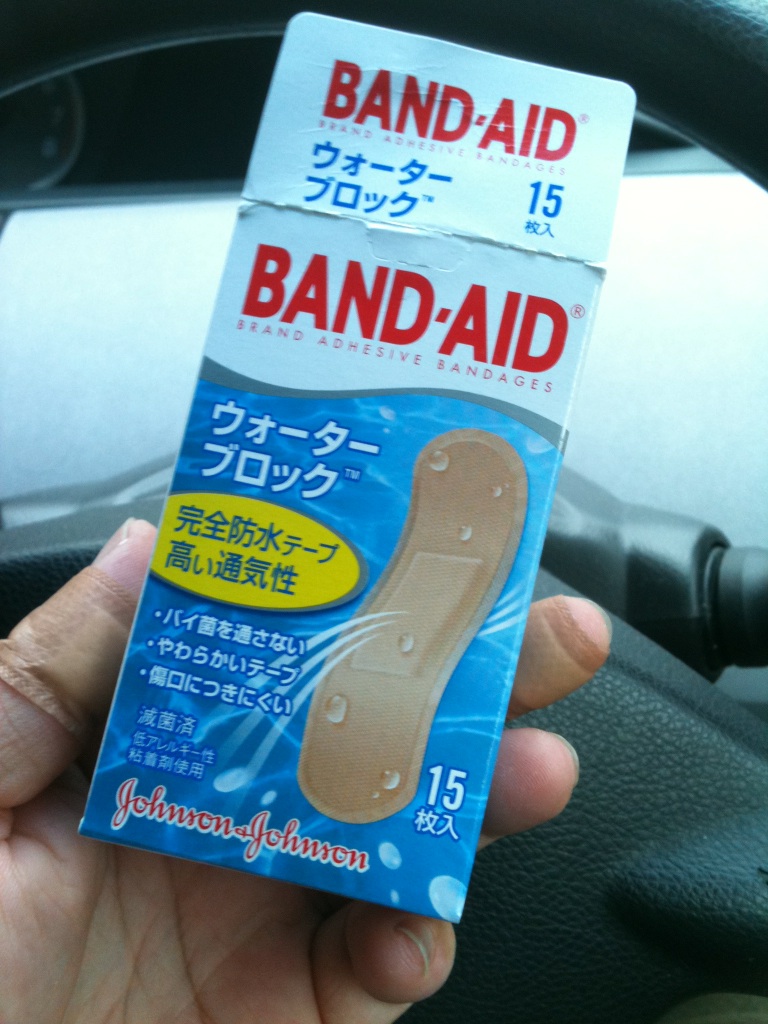 BAND-AID®
BRAND ADHESIVE BANDAGES
ウォーター
ブロック™
15
枚入
BAND-AID®
BRAND ADHESIVE BANDAGES
ウォーター
ブロック™
完全防水テープ
高い通気性
・バイ菌を通さない
・やわらかいテープ
・傷口につきにくい
滅菌済
低アレルギー性
粘着剤使用
Johnson&Johnson
15
枚入